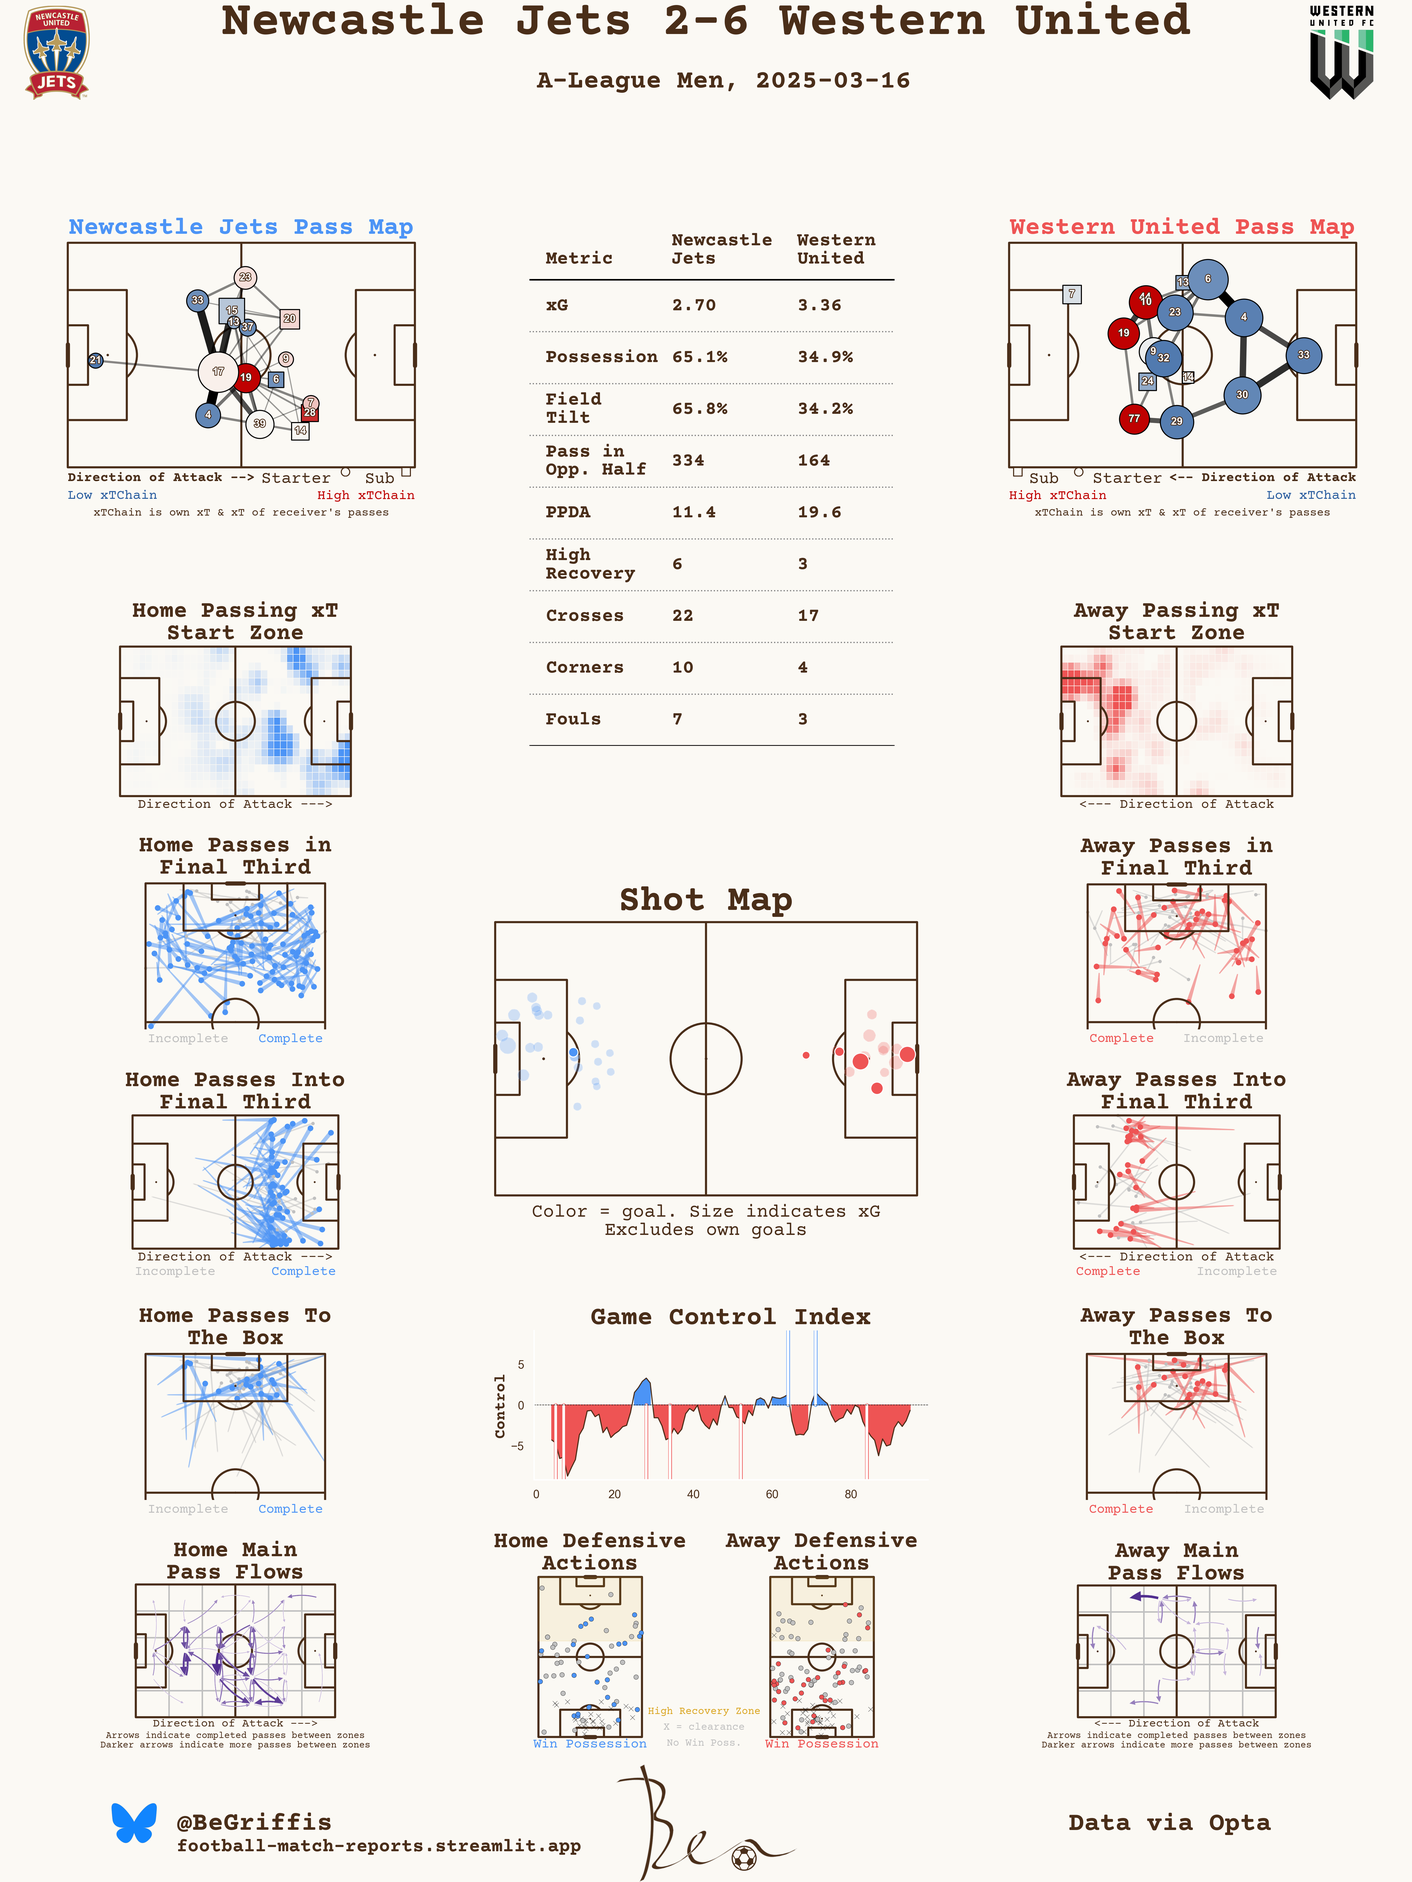 Newcastle Jets 2-6 Western United
A-League Men, 2025-03-16
NEWCASTLE
UNITED
JETS
WESTERN
UNITED FC
Newcastle Jets Pass Map
23
33
15
13
37
20
21
17
19
9
6
7
28
4
39
14
Direction of Attack --> Starter Sub
Low xTChain High xTChain
xTChain is own xT & xT of receiver's passes
Metric Newcastle Jets Western United
xG 2.70 3.36
Possession 65.1% 34.9%
Field Tilt 65.8% 34.2%
Pass in Opp. Half 334 164
PPDA 11.4 19.6
High Recovery 6 3
Crosses 22 17
Corners 10 4
Fouls 7 3
Western United Pass Map
7
13
6
44
10
23
4
19
9
32
33
24
14
30
77
29
Sub Starter <-- Direction of Attack
High xTChain Low xTChain
xTChain is own xT & xT of receiver's passes
Home Passing xT
Start Zone
Direction of Attack --->
Away Passing xT
Start Zone
<--- Direction of Attack
Home Passes in
Final Third
Incomplete Complete
Away Passes in
Final Third
Complete Incomplete
Shot Map
Color = goal. Size indicates xG
Excludes own goals
Home Passes Into
Final Third
Direction of Attack --->
Incomplete Complete
Away Passes Into
Final Third
<--- Direction of Attack
Complete Incomplete
Home Passes To
The Box
Incomplete Complete
Game Control Index
Control
5
0
−5
0 20 40 60 80
Away Passes To
The Box
Complete Incomplete
Home Main
Pass Flows
Direction of Attack --->
Arrows indicate completed passes between zones
Darker arrows indicate more passes between zones
Home Defensive
Actions
Win Possession
Away Defensive
Actions
Win Possession
High Recovery Zone
X = clearance
No Win Poss.
Away Main
Pass Flows
<--- Direction of Attack
Arrows indicate completed passes between zones
Darker arrows indicate more passes between zones
@BeGriffis
football-match-reports.streamlit.app
Ben
Data via Opta